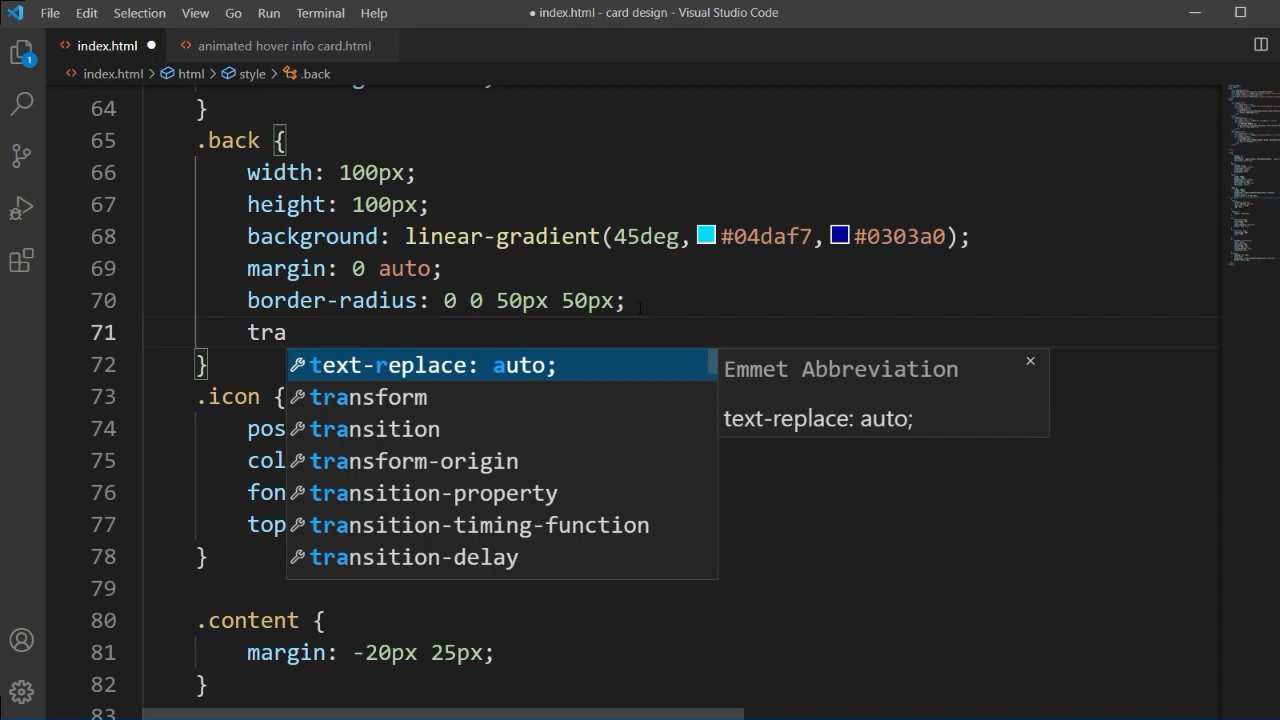 File Edit Selection View Go Run Terminal Help
● index.html - card design - Visual Studio Code
1
index.html ●
animated hover info card.html
index.html > html > style > .back
64 }
65 .back {
66 width: 100px;
67 height: 100px;
68 background: linear-gradient(45deg, #04daf7, #0303a0);
69 margin: 0 auto;
70 border-radius: 0 0 50px 50px;
71 tra
72 }
text-replace: auto;
Emmet Abbreviation
text-replace: auto;
73 .icon {
transform
74 pos
transition
75 col
transform-origin
76 fon
transition-property
77 top
transition-timing-function
78 }
transition-delay
79
80 .content {
81 margin: -20px 25px;
82 }
83